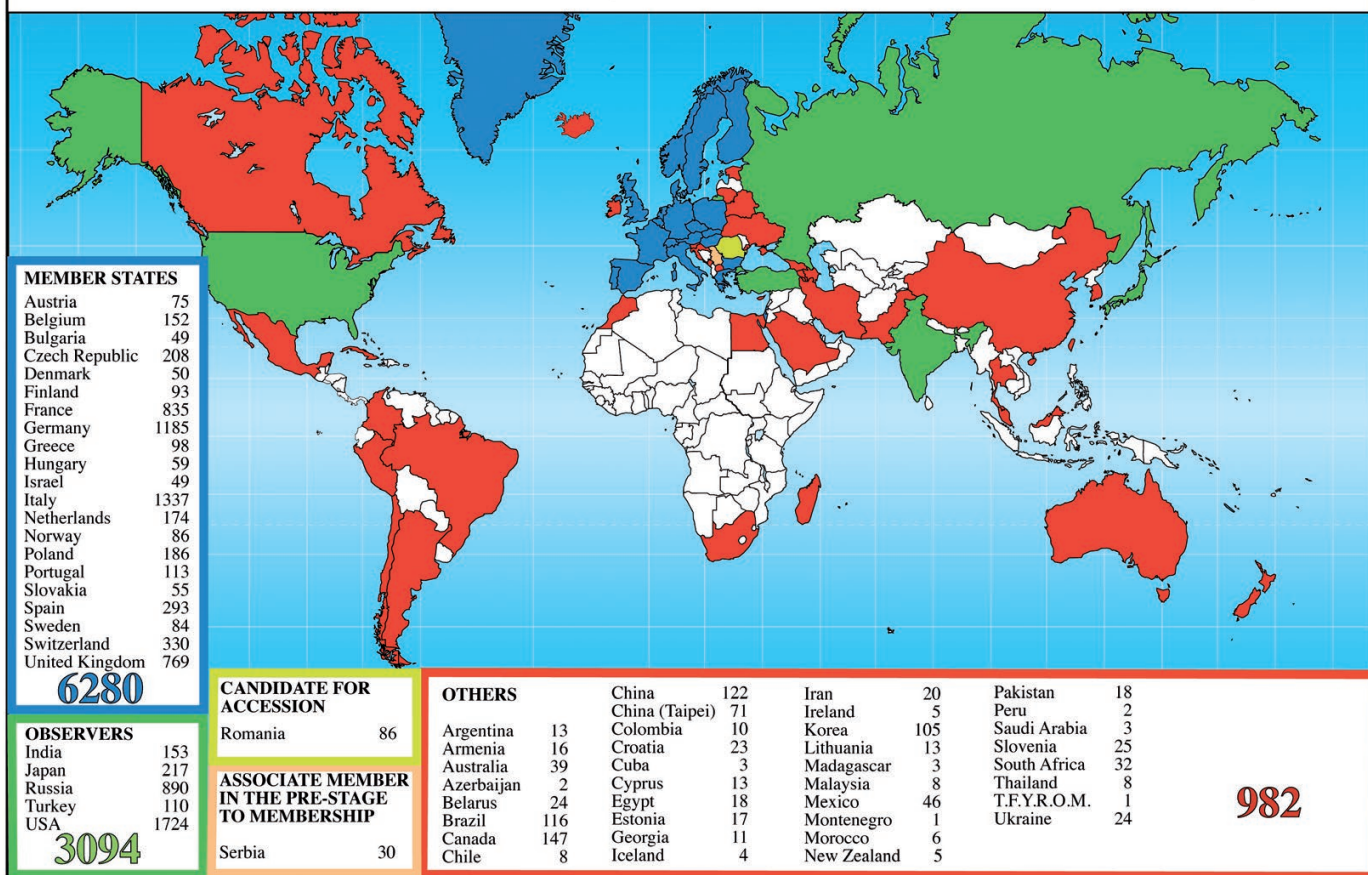 MEMBER STATES
Austria 75
Belgium 152
Bulgaria 49
Czech Republic 208
Denmark 50
Finland 93
France 835
Germany 1185
Greece 98
Hungary 59
Israel 49
Italy 1337
Netherlands 174
Norway 86
Poland 186
Portugal 113
Slovakia 55
Spain 293
Sweden 84
Switzerland 330
United Kingdom 769
6280
OBSERVERS
India 153
Japan 217
Russia 890
Turkey 110
USA 1724
3094
CANDIDATE FOR
ACCESSION
Romania 86
ASSOCIATE MEMBER
IN THE PRE-STAGE
TO MEMBERSHIP
Serbia 30
OTHERS
Argentina 13
Armenia 16
Australia 39
Azerbaijan 2
Belarus 24
Brazil 116
Canada 147
Chile 8
China 122
China (Taipei) 71
Colombia 10
Croatia 23
Cuba 3
Cyprus 13
Egypt 18
Estonia 17
Georgia 11
Iceland 4
Iran 20
Ireland 5
Korea 105
Lithuania 13
Madagascar 3
Malaysia 8
Mexico 46
Montenegro 1
Morocco 6
New Zealand 5
Pakistan 18
Peru 2
Saudi Arabia 3
Slovenia 25
South Africa 32
Thailand 8
T.F.Y.R.O.M. 1
Ukraine 24
982